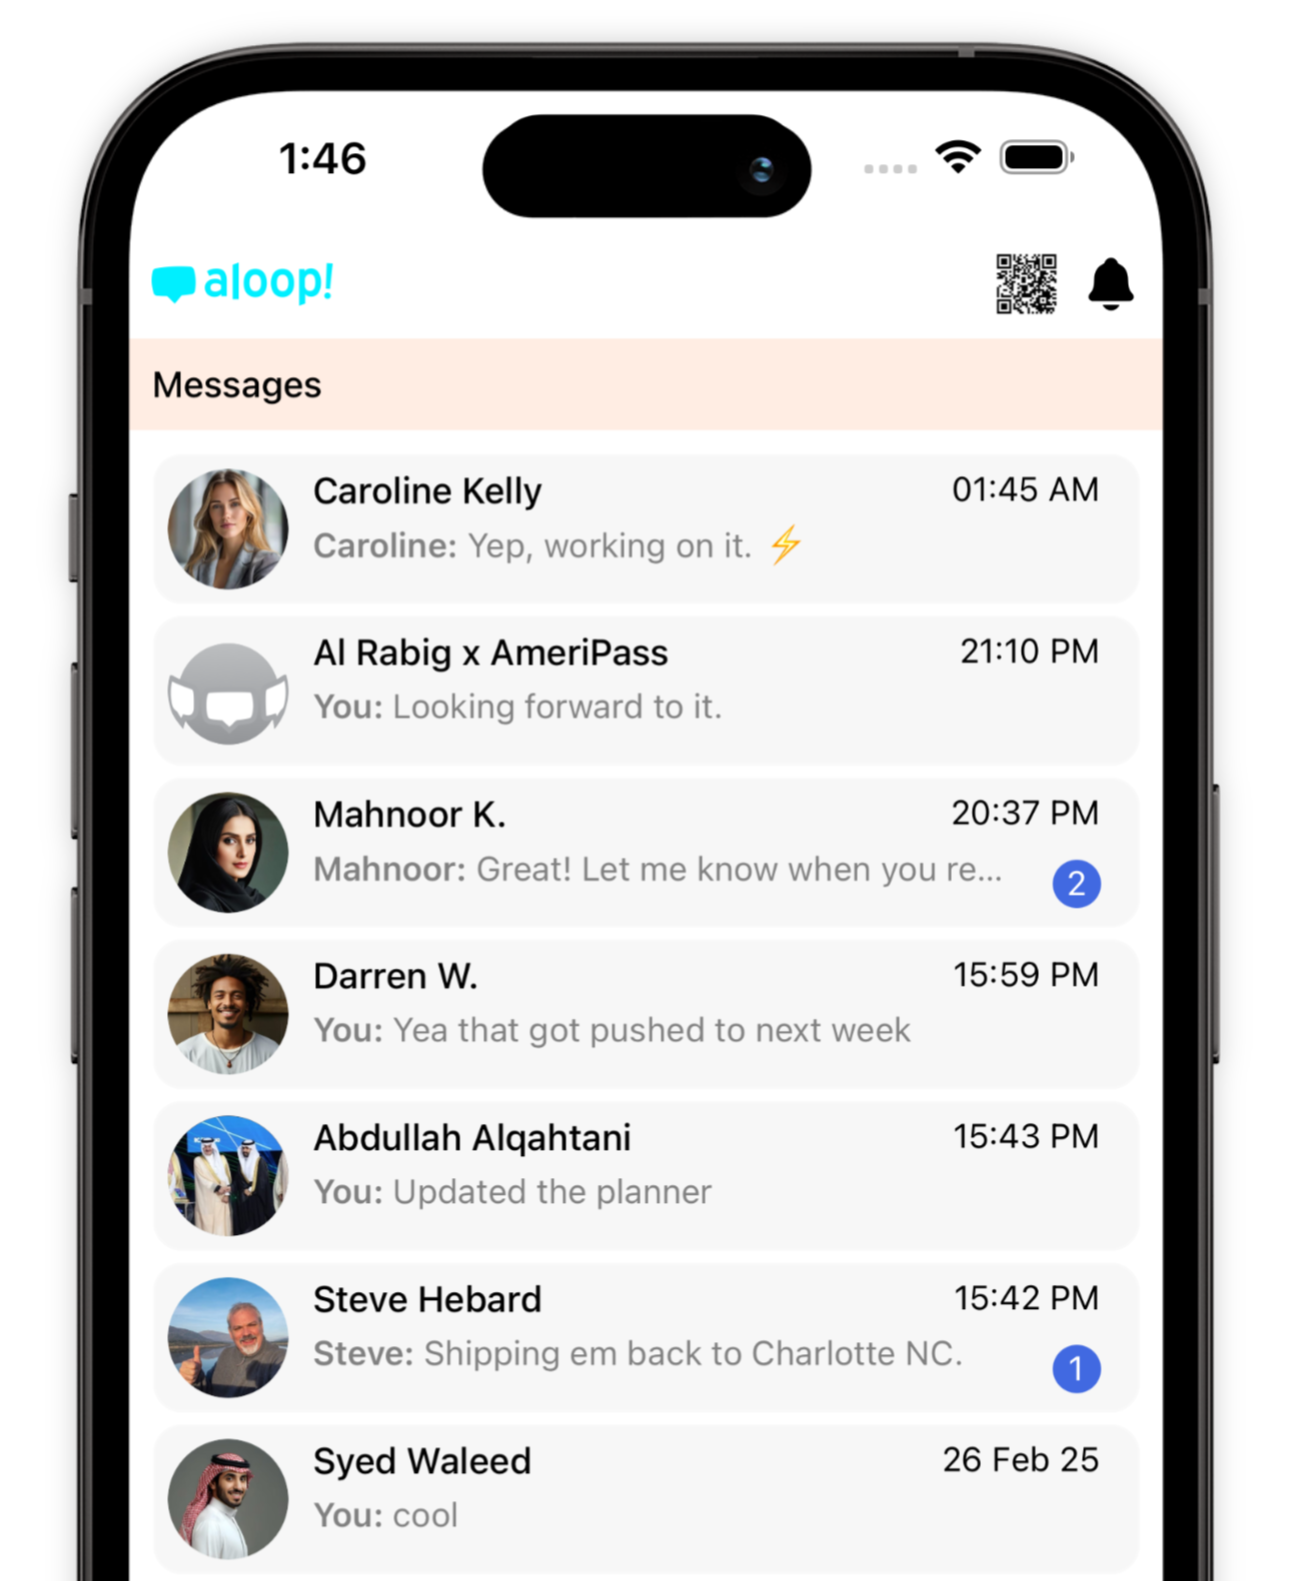 1:46
aloop!
Messages
Caroline Kelly 01:45 AM
Caroline: Yep, working on it. ⚡
Al Rabig x AmeriPass 21:10 PM
You: Looking forward to it.
Mahnoor K. 20:37 PM
Mahnoor: Great! Let me know when you re... 2
Darren W. 15:59 PM
You: Yea that got pushed to next week
Abdullah Alqahtani 15:43 PM
You: Updated the planner
Steve Hebard 15:42 PM
Steve: Shipping em back to Charlotte NC. 1
Syed Waleed 26 Feb 25
You: cool